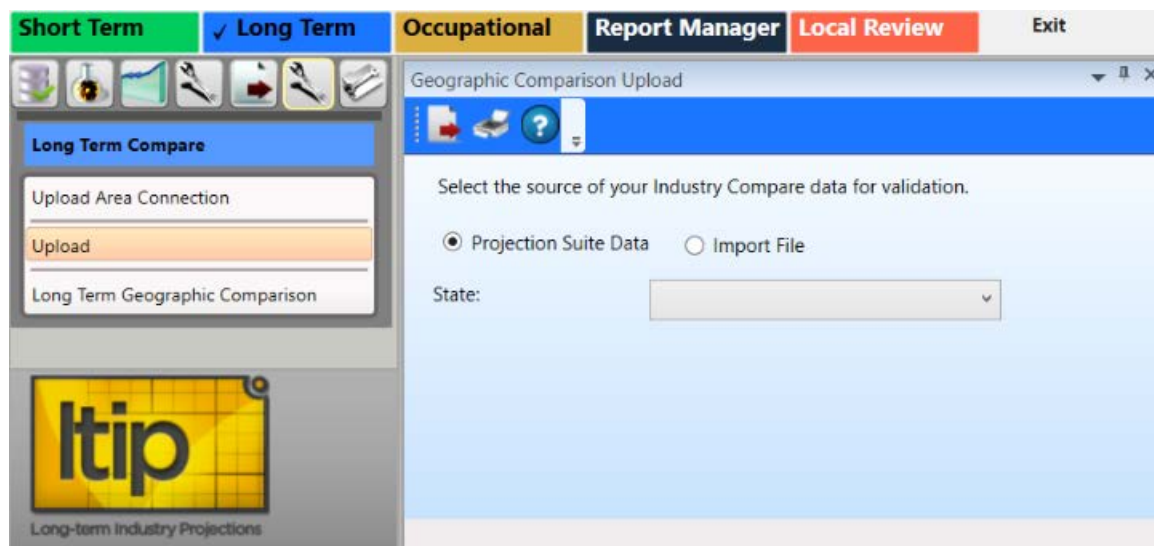 Short Term ✓ Long Term Occupational Report Manager Local Review Exit
Geographic Comparison Upload
Long Term Compare
Upload Area Connection
Upload
Long Term Geographic Comparison
Select the source of your Industry Compare data for validation.
Projection Suite Data Import File
State:
ltip
Long-term Industry Projections